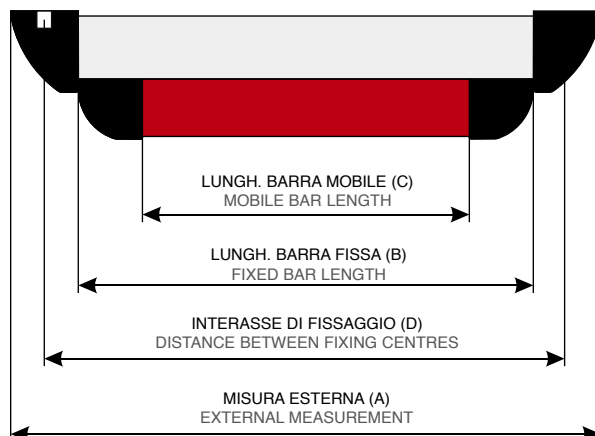 LUNGH. BARRA MOBILE (C)
MOBILE BAR LENGTH
LUNGH. BARRA FISSA (B)
FIXED BAR LENGTH
INTERASSE DI FISSAGGIO (D)
DISTANCE BETWEEN FIXING CENTRES
MISURA ESTERNA (A)
EXTERNAL MEASUREMENT